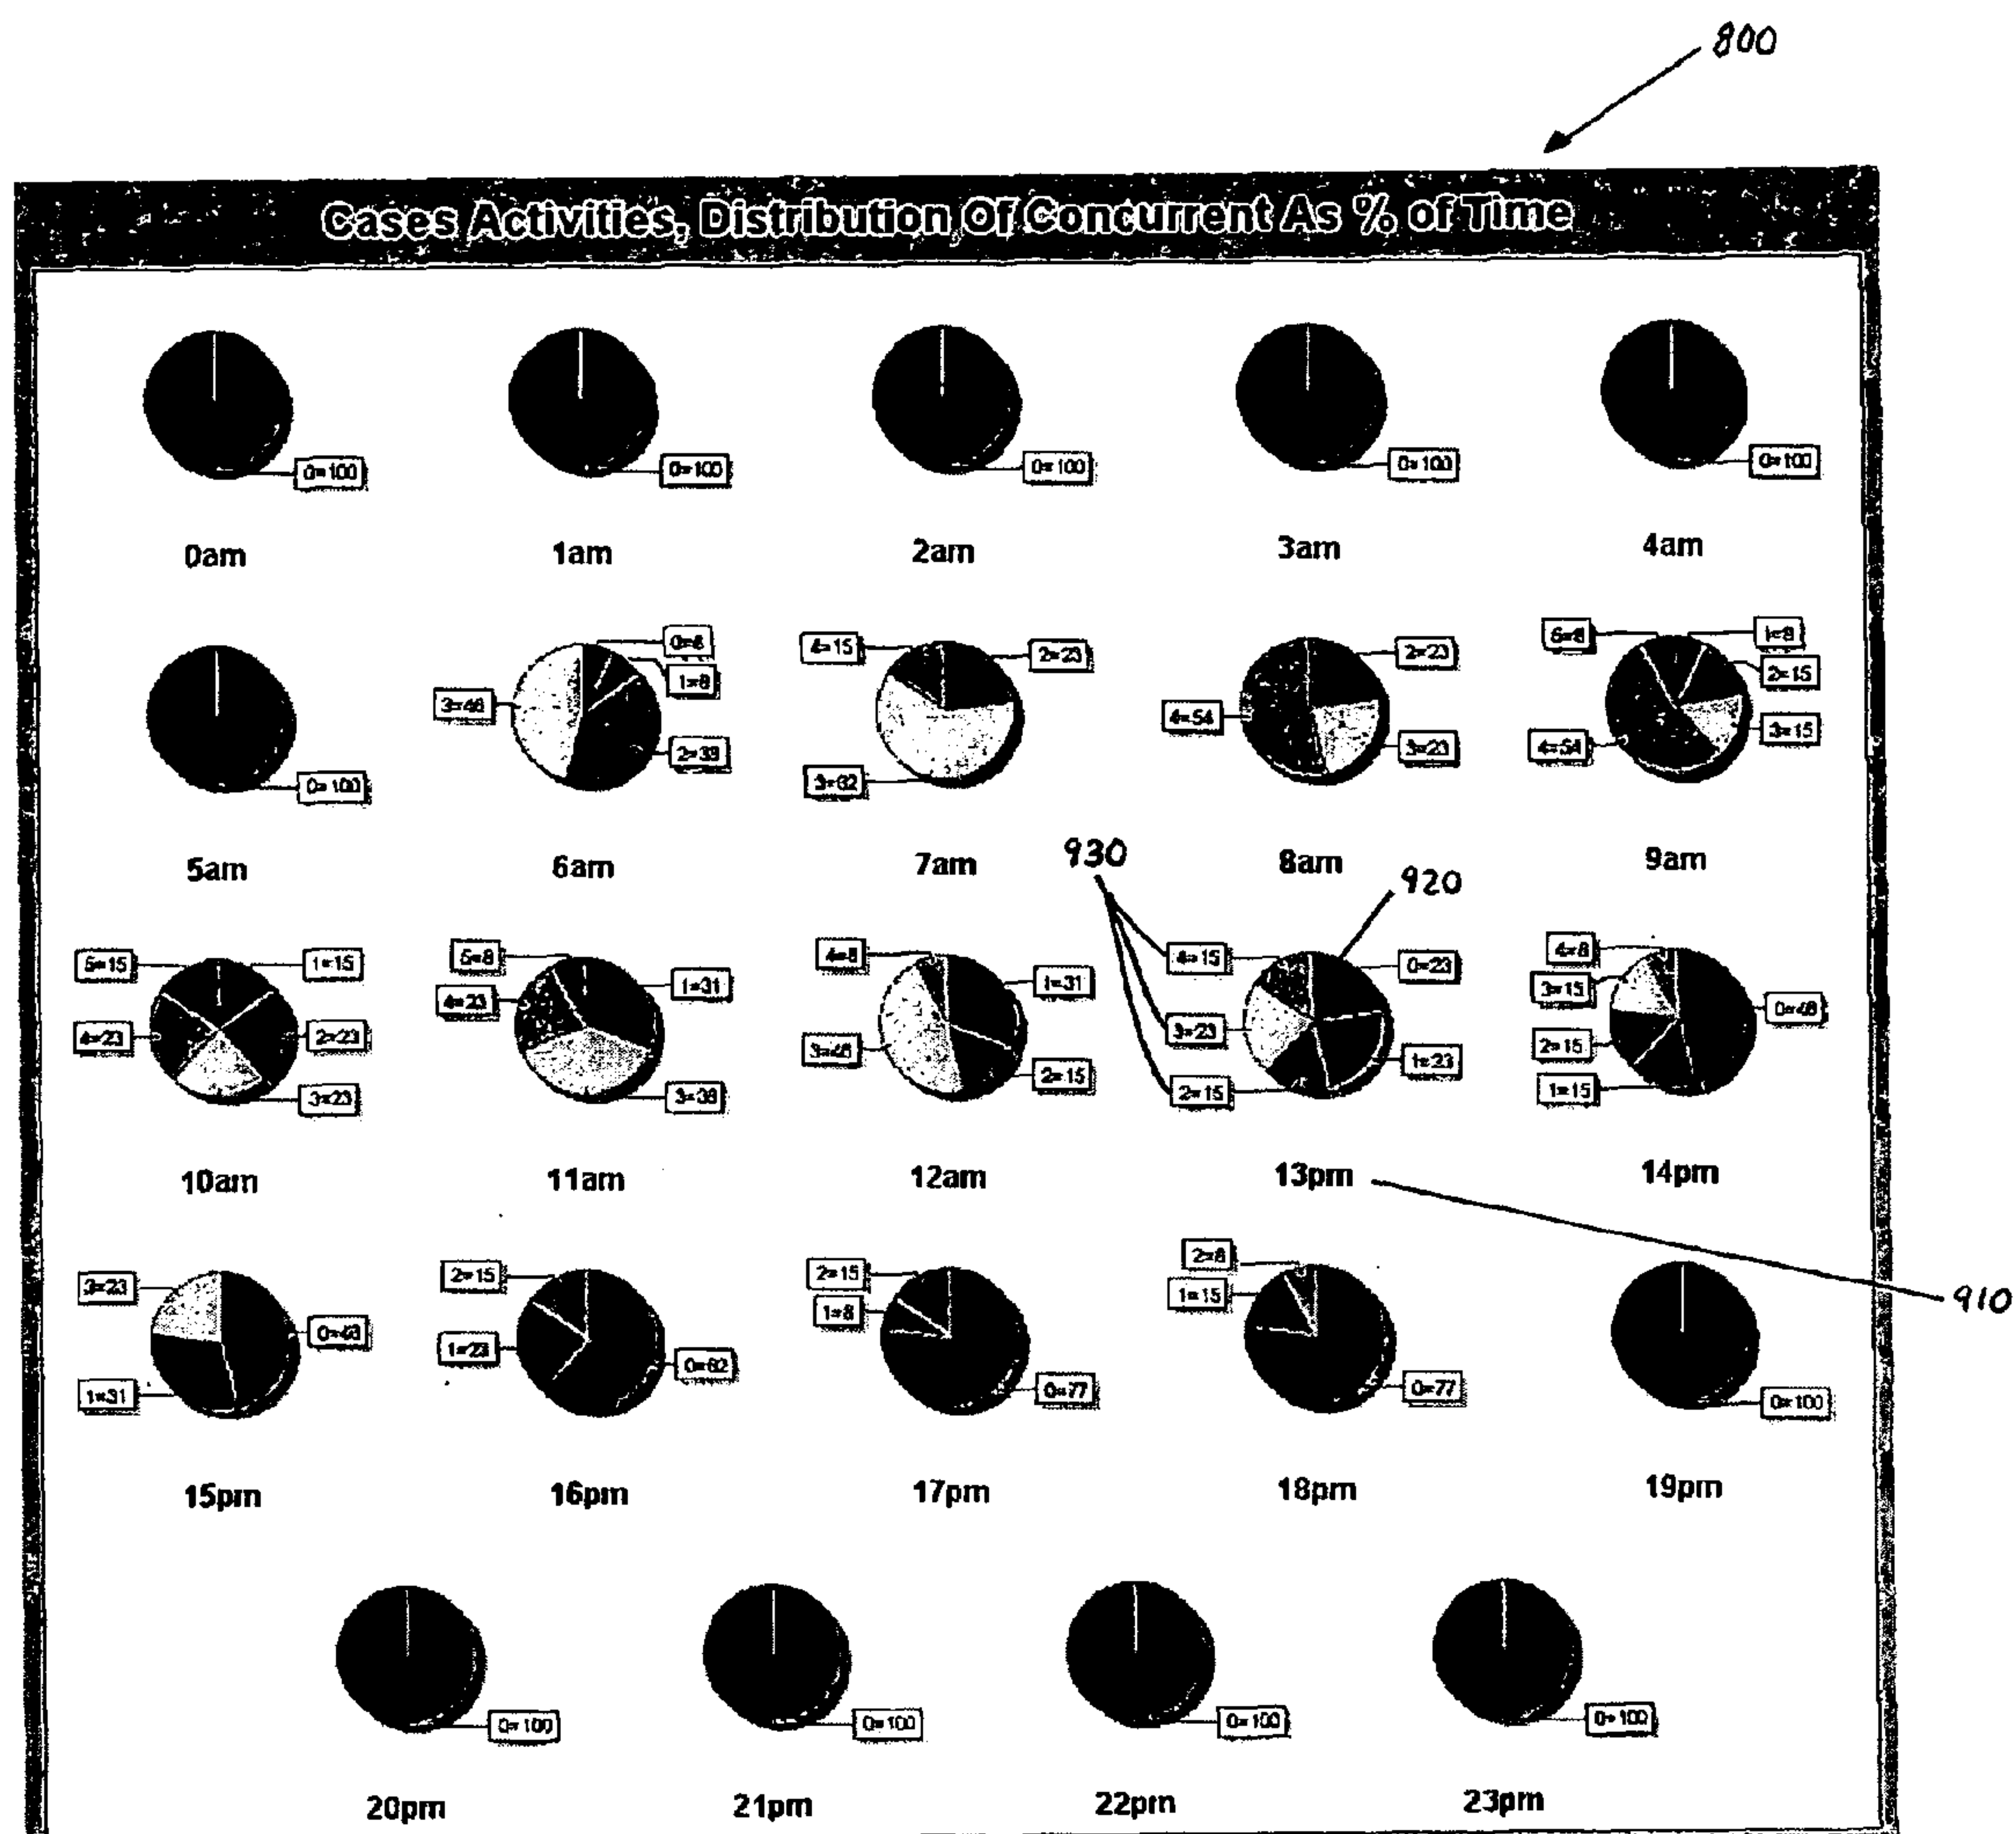 800
Cases Activities, Distribution Of Concurrent As % of Time
0=100
0am
0=100
1am
0=100
2am
0=100
3am
0=100
4am
0=100
5am
0=8
1=8
3=46
2=38
6am
4=15
2=23
3=62
7am
2=23
4=54
3=23
8am
5=8
1=8
2=15
3=15
4=54
9am
930
920
5=15
1=15
4=23
2=23
3=23
10am
5=8
1=31
4=23
3=38
11am
4=8
1=31
3=46
2=15
12am
4=15
0=23
3=23
1=23
2=15
13pm
4=8
3=15
0=46
2=15
1=15
14pm
910
3=23
0=46
1=31
15pm
2=15
1=23
0=62
16pm
2=15
1=8
0=77
17pm
2=8
1=15
0=77
18pm
0=100
19pm
0=100
20pm
0=100
21pm
0=100
22pm
0=100
23pm